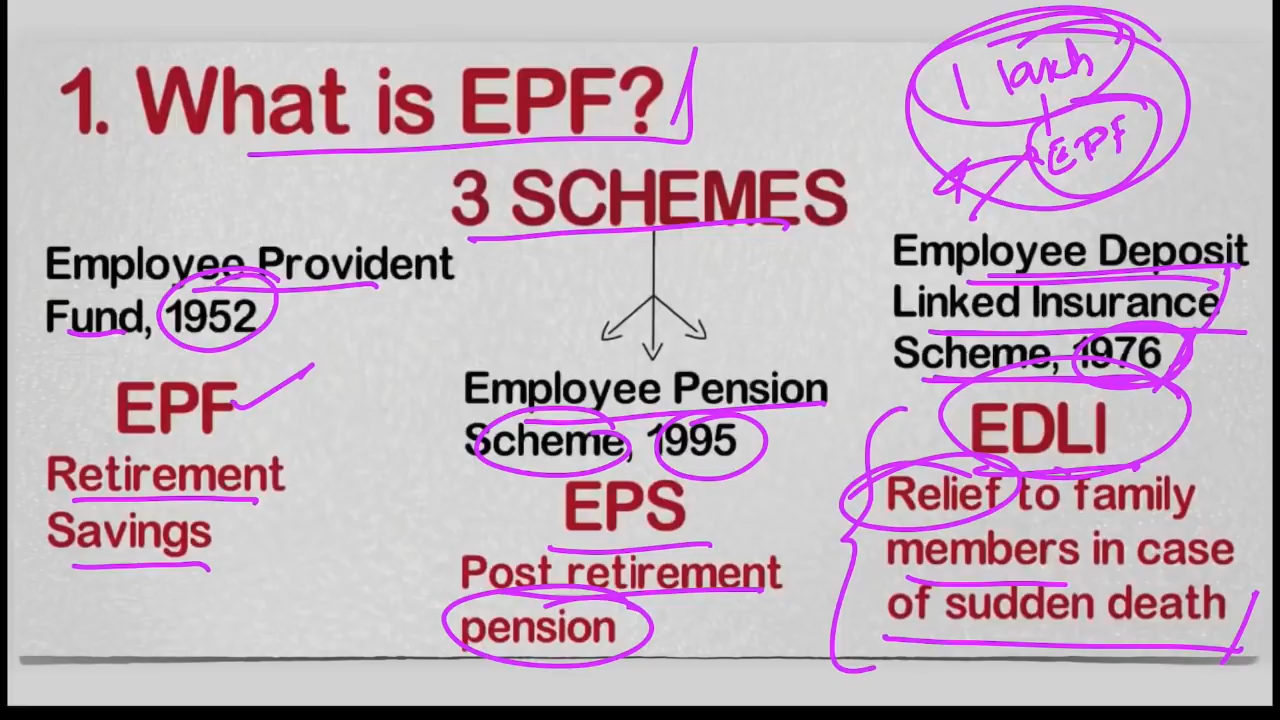 1. What is EPF?
1 lakh
EPF
3 SCHEMES
Employee Provident
Fund, 1952
EPF
Retirement
Savings
Employee Pension
Scheme, 1995
EPS
Post retirement
pension
Employee Deposit
Linked Insurance
Scheme, 1976
EDLI
Relief to family
members in case
of sudden death